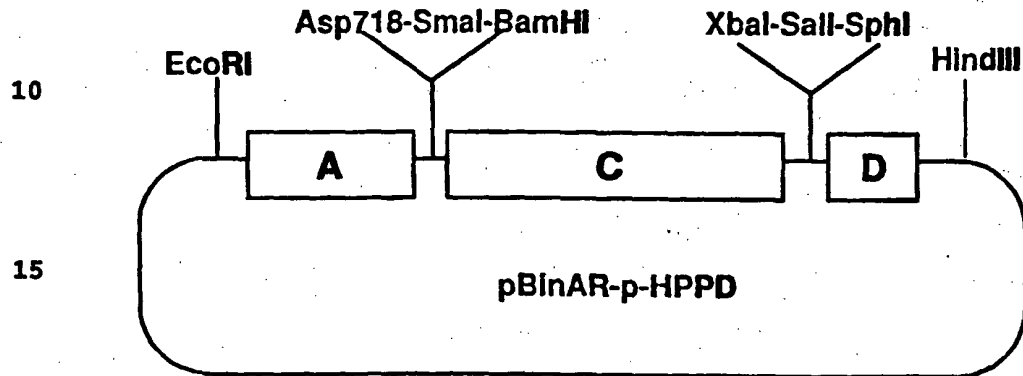 Asp718-SmaI-BamHI
XbaI-SalI-SphI
EcoRI
HindIII
10
A
C
D
15
pBinAR-p-HPPD